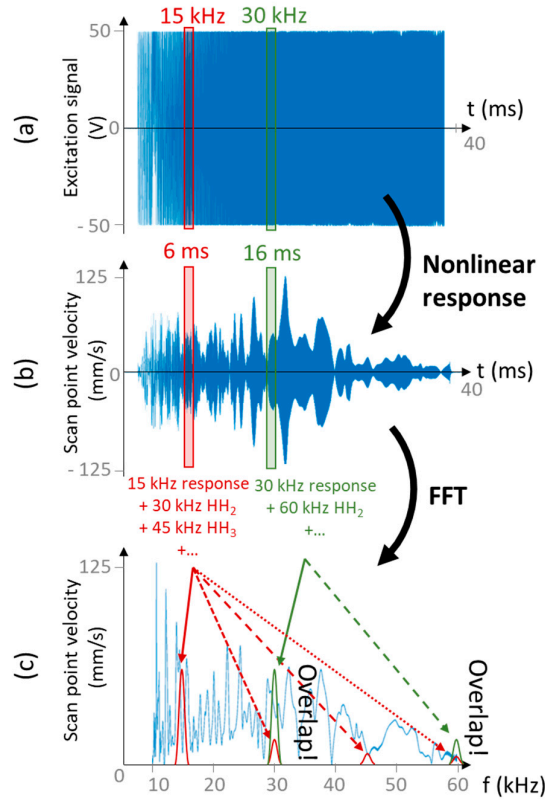 15 kHz 30 kHz
50
t (ms)
(a)
Excitation signal
(V)
0
40
- 50
6 ms 16 ms
Nonlinear
response
125
t (ms)
(b)
Scan point velocity
(mm/s)
0
40
- 125
15 kHz response
+ 30 kHz HH2
+ 45 kHz HH3
+...
30 kHz response
+ 60 kHz HH2
+...
FFT
125
(c)
Scan point velocity
(mm/s)
Overlap!
Overlap!
0 10 20 30 40 50 60 f (kHz)